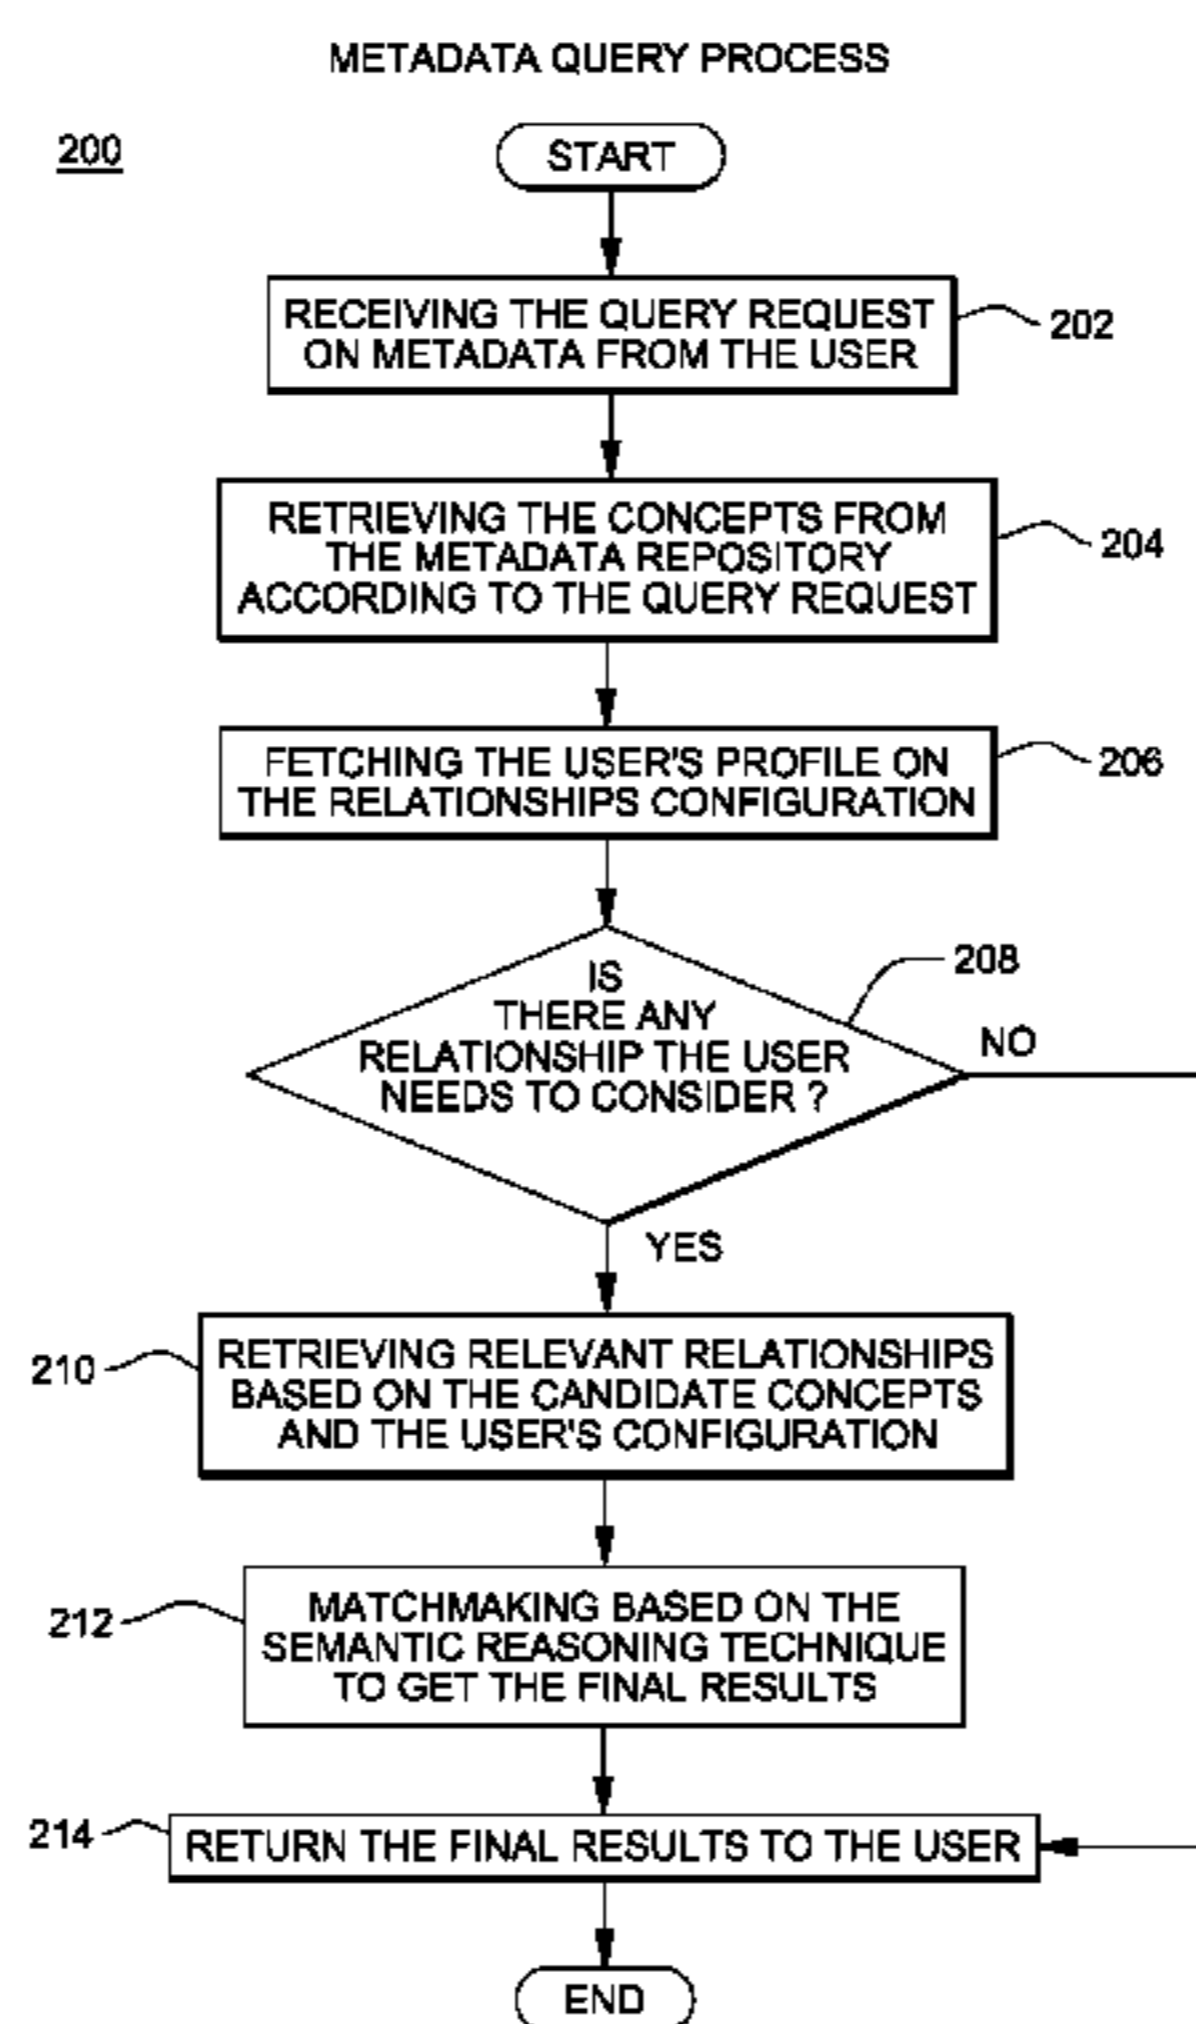 METADATA QUERY PROCESS
200
START
RECEIVING THE QUERY REQUEST
ON METADATA FROM THE USER
202
RETRIEVING THE CONCEPTS FROM
THE METADATA REPOSITORY
ACCORDING TO THE QUERY REQUEST
204
FETCHING THE USER'S PROFILE ON
THE RELATIONSHIPS CONFIGURATION
206
IS
THERE ANY
RELATIONSHIP THE USER
NEEDS TO CONSIDER ?
208
NO
YES
210
RETRIEVING RELEVANT RELATIONSHIPS
BASED ON THE CANDIDATE CONCEPTS
AND THE USER'S CONFIGURATION
212
MATCHMAKING BASED ON THE
SEMANTIC REASONING TECHNIQUE
TO GET THE FINAL RESULTS
214
RETURN THE FINAL RESULTS TO THE USER
END